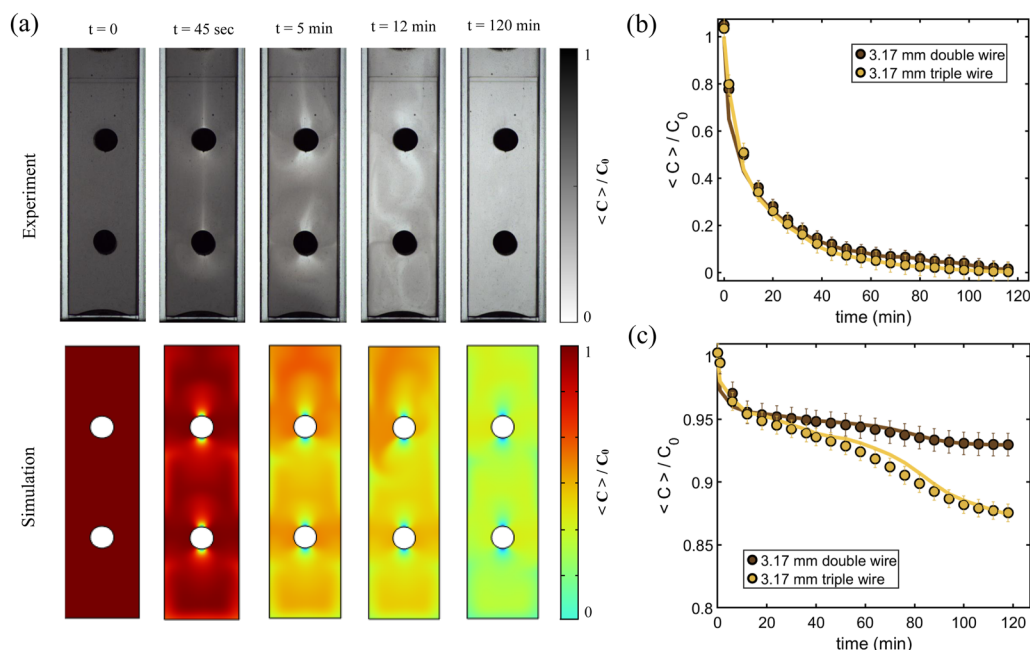 (a)
t = 0
t = 45 sec
t = 5 min
t = 12 min
t = 120 min
Experiment
1
< C > / C₀
0
Simulation
1
< C > / C₀
0
(b)
3.17 mm double wire
3.17 mm triple wire
< C > / C₀
1
0.8
0.6
0.4
0.2
0
0 20 40 60 80 100 120
time (min)
(c)
< C > / C₀
1
0.95
0.9
0.85
0.8
3.17 mm double wire
3.17 mm triple wire
0 20 40 60 80 100 120
time (min)